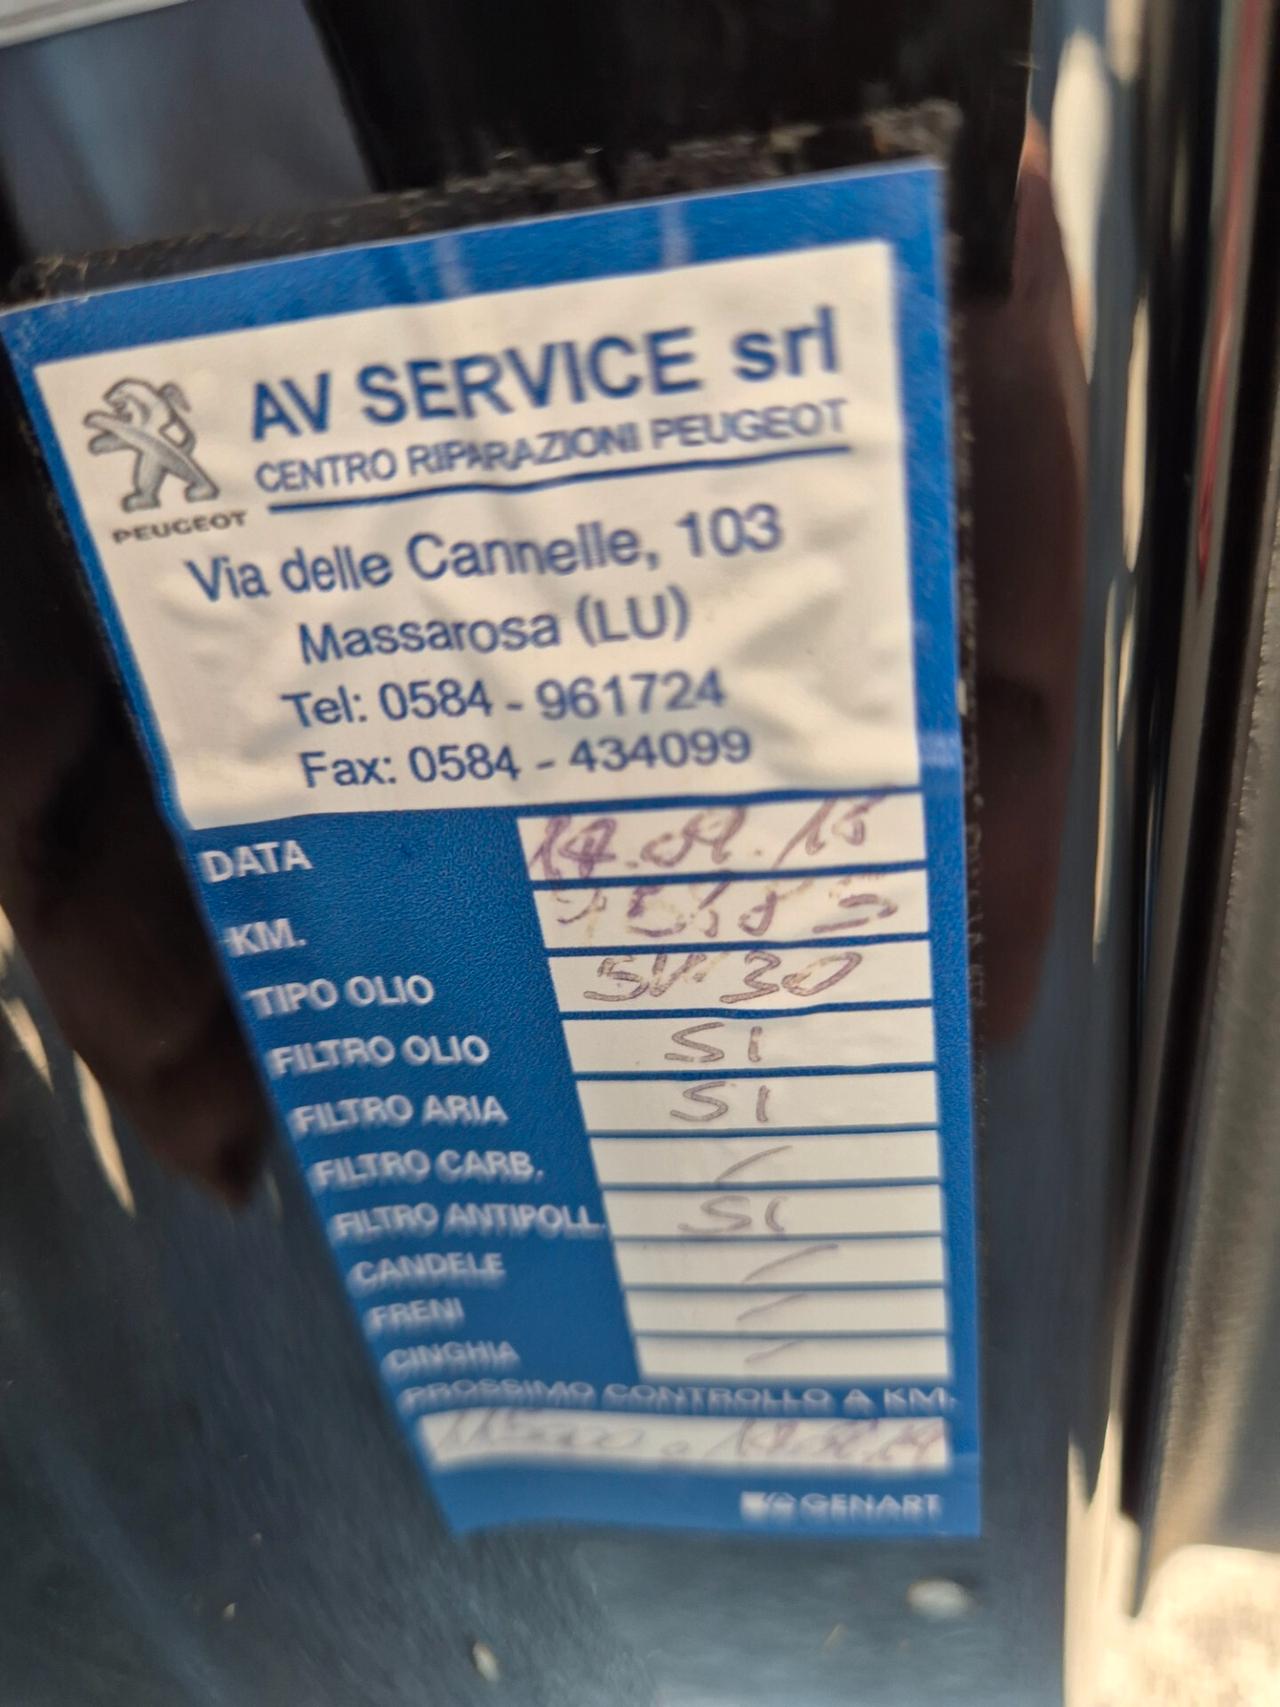 AV SERVICE srl
CENTRO RIPARAZIONI PEUGEOT
PEUGEOT
Via delle Cannelle, 103
Massarosa (LU)
Tel: 0584 - 961724
Fax: 0584 - 434099
DATA
KM.
TIPO OLIO 5W30
FILTRO OLIO SI
FILTRO ARIA SI
FILTRO CARB. /
FILTRO ANTIPOLL. SI
CANDELE /
FRENI /
CINGHIA /
PROSSIMO CONTROLLO A KM.
GENART